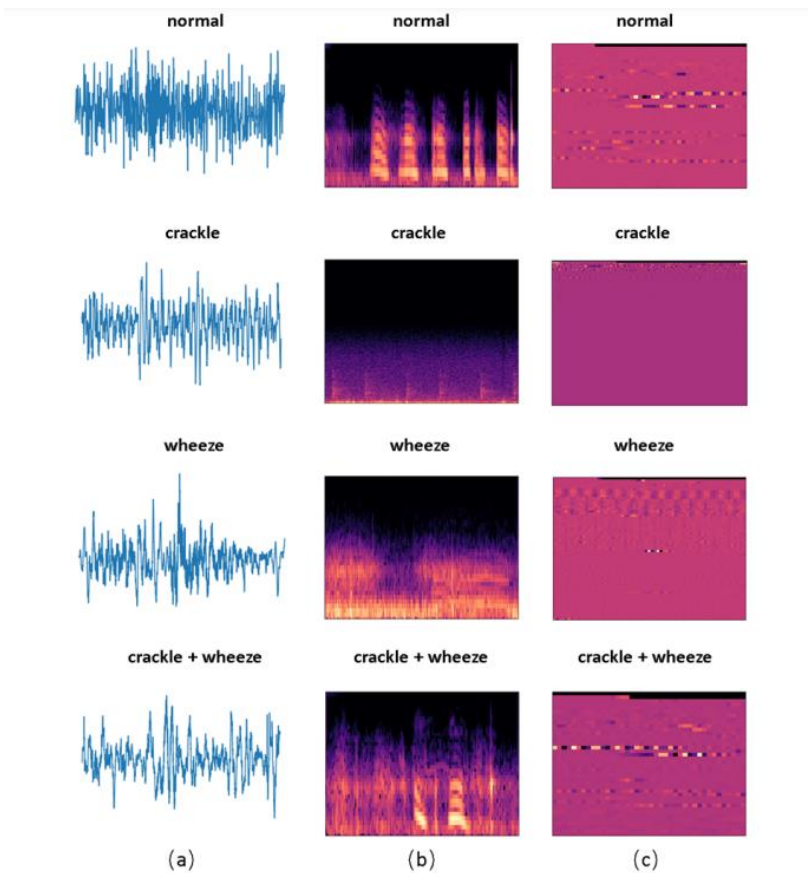 normal normal normal
crackle crackle crackle
wheeze wheeze wheeze
crackle + wheeze crackle + wheeze crackle + wheeze
(a) (b) (c)